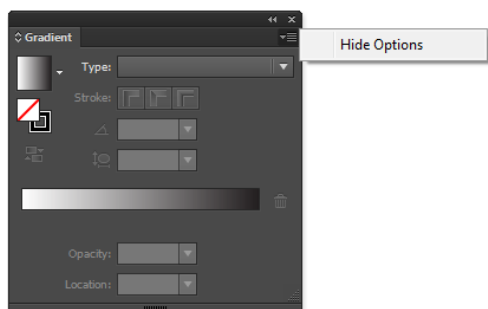 Gradient
Hide Options
Type:
Stroke:
Opacity:
Location: